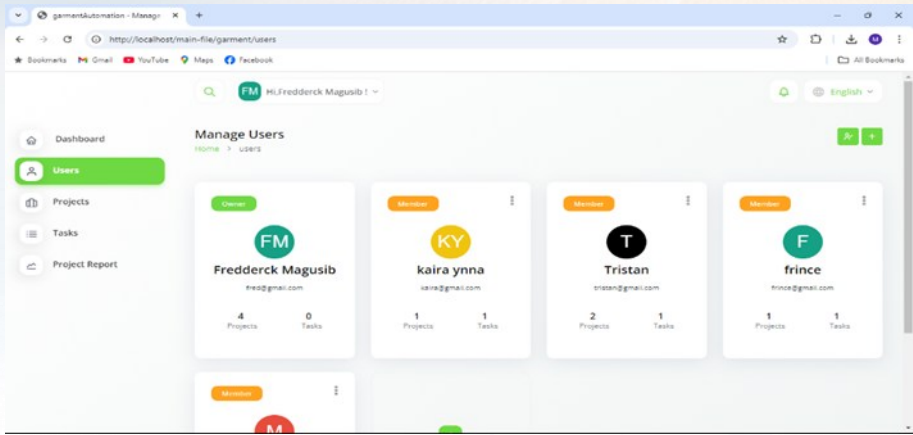 garmentAutomation - Manage
http://localhost/main-file/garment/users
M
Bookmarks Gmail YouTube Maps Facebook
All Bookmarks
FM Hi,Fredderck Magusib !
English
Dashboard
Users
Projects
Tasks
Project Report
Manage Users
Home > users
Owner
FM
Fredderck Magusib
fred@gmail.com
4 0
Projects Tasks
Member
KY
kaira ynna
kaira@gmail.com
1 1
Projects Tasks
Member
T
Tristan
tristan@gmail.com
2 1
Projects Tasks
Member
F
frince
frince@gmail.com
1 1
Projects Tasks
Member
M